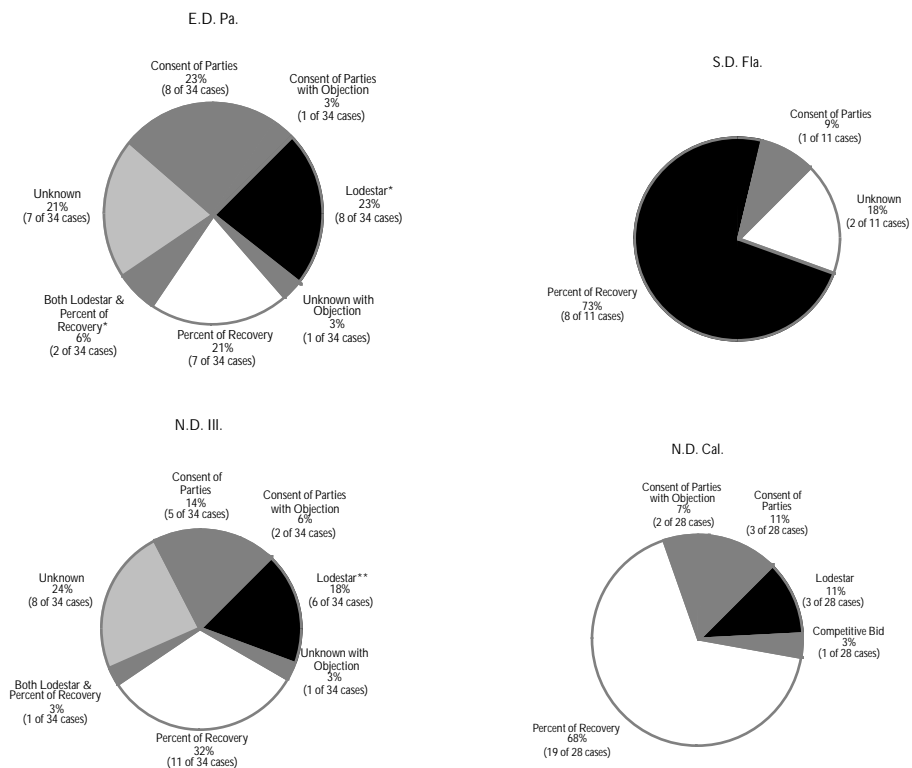 E.D. Pa.
Consent of Parties
23%
(8 of 34 cases)
Consent of Parties
with Objection
3%
(1 of 34 cases)
Lodestar*
23%
(8 of 34 cases)
Unknown with
Objection
3%
(1 of 34 cases)
Percent of Recovery
21%
(7 of 34 cases)
Both Lodestar &
Percent of
Recovery*
6%
(2 of 34 cases)
Unknown
21%
(7 of 34 cases)
S.D. Fla.
Consent of Parties
9%
(1 of 11 cases)
Unknown
18%
(2 of 11 cases)
Percent of Recovery
73%
(8 of 11 cases)
N.D. Ill.
Consent of
Parties
14%
(5 of 34 cases)
Consent of Parties
with Objection
6%
(2 of 34 cases)
Lodestar**
18%
(6 of 34 cases)
Unknown with
Objection
3%
(1 of 34 cases)
Percent of Recovery
32%
(11 of 34 cases)
Both Lodestar &
Percent of Recovery
3%
(1 of 34 cases)
Unknown
24%
(8 of 34 cases)
N.D. Cal.
Consent of Parties
with Objection
7%
(2 of 28 cases)
Consent of
Parties
11%
(3 of 28 cases)
Lodestar
11%
(3 of 28 cases)
Competitive Bid
3%
(1 of 28 cases)
Percent of Recovery
68%
(19 of 28 cases)